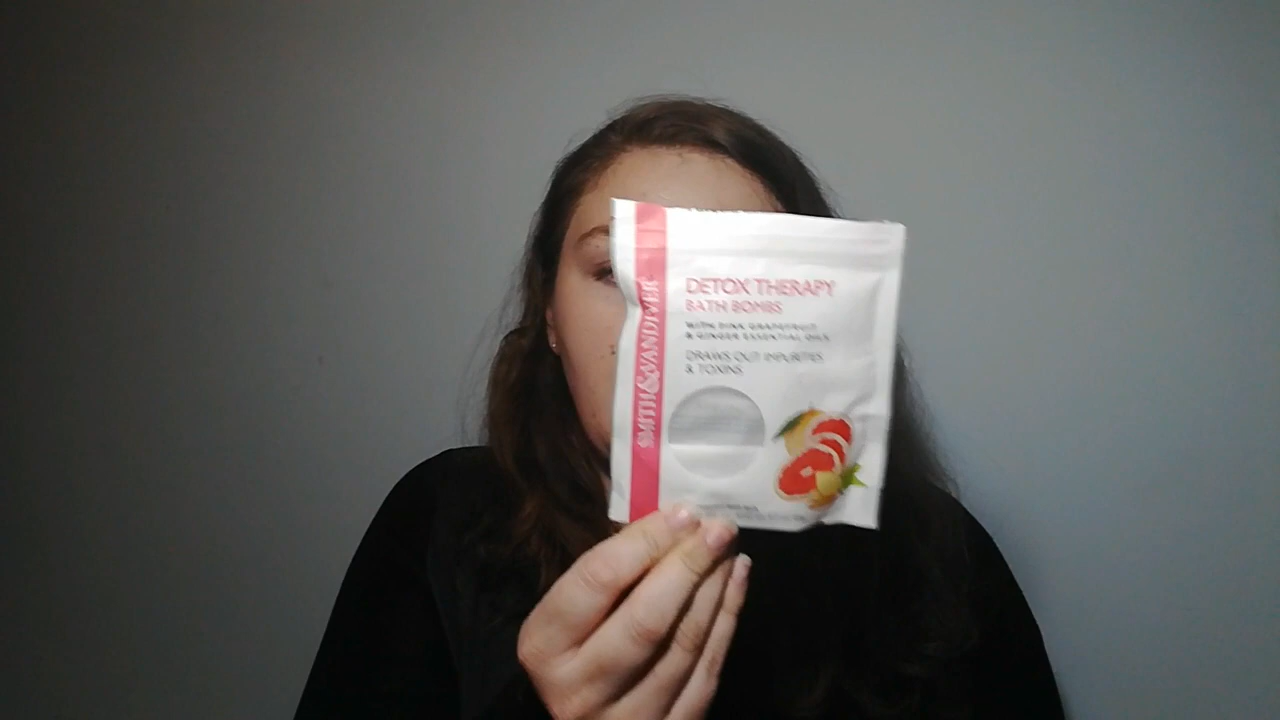 SMITH&VANDIVER
DETOX THERAPY
BATH BOMBS
WITH PINK GRAPEFRUIT
& GINGER ESSENTIAL OILS
DRAWS OUT IMPURITIES
& TOXINS